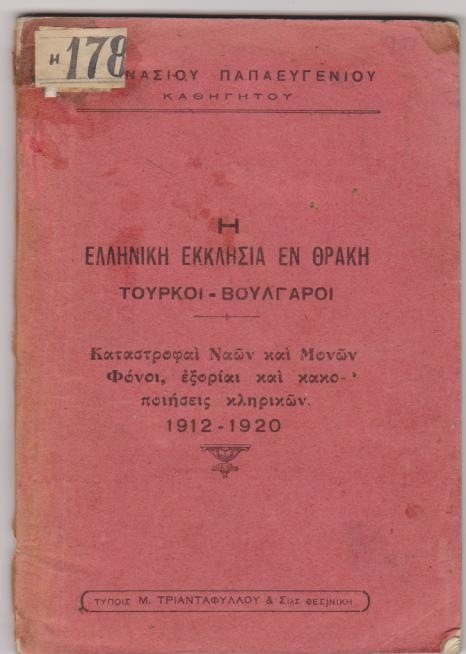 Η 178
ΝΑΣΙΟΥ ΠΑΠΑΕΥΓΕΝΙΟΥ
ΚΑΘΗΓΗΤΟΥ
Η
ΕΛΛΗΝΙΚΗ ΕΚΚΛΗΣΙΑ ΕΝ ΘΡΑΚΗ
ΤΟΥΡΚΟΙ - ΒΟΥΛΓΑΡΟΙ
Καταστροφαὶ Ναῶν καὶ Μονῶν
Φόνοι, ἐξορίαι καὶ κακο-
ποιήσεις κληρικῶν.
1912 - 1920
ΤΥΠΟΙΣ Μ. ΤΡΙΑΝΤΑΦΥΛΛΟΥ & Σιας ΘΕΣ)ΝΙΚΗ